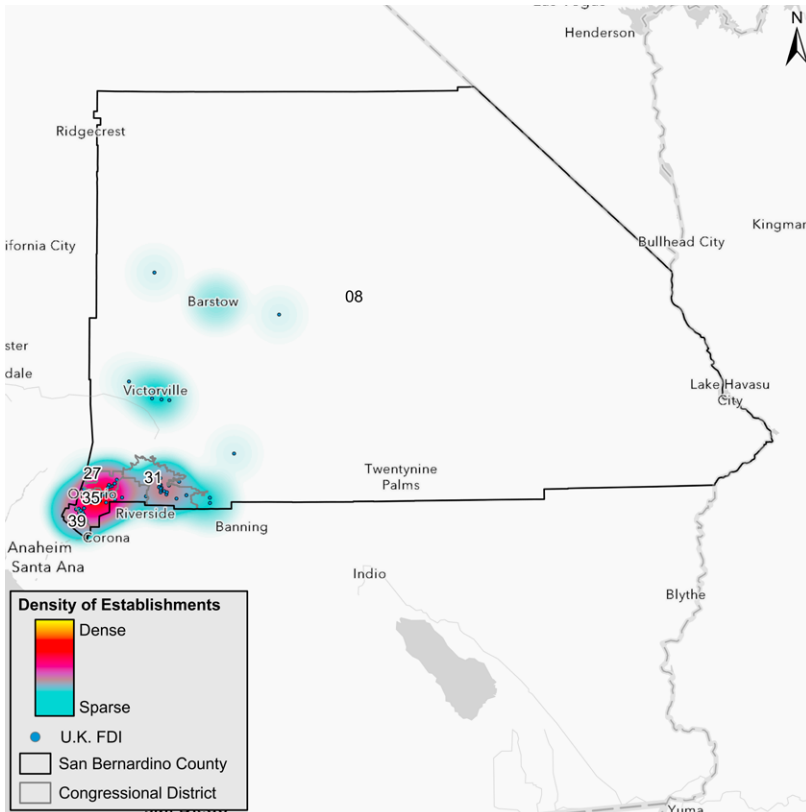 Henderson
N
Ridgecrest
ifornia City
Kingman
Bullhead City
Barstow
08
ster
dale
Victorville
Lake Havasu
City
27
31
Twentynine
Palms
35
39
Riverside
Banning
Corona
Anaheim
Santa Ana
Indio
Blythe
Density of Establishments
Dense
Sparse
U.K. FDI
San Bernardino County
Congressional District
Yuma